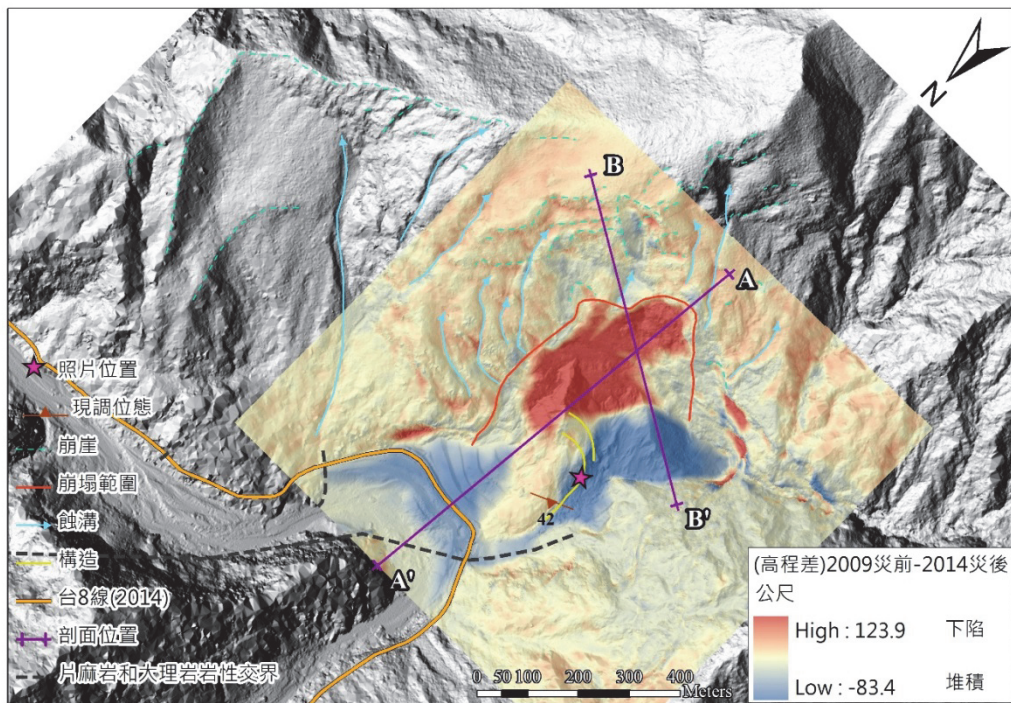 N
B
A
照片位置
現調位態
崩崖
崩塌範圍
蝕溝
構造
台8線(2014)
剖面位置
片麻岩和大理岩岩性交界
42
B'
A'
(高程差)2009災前-2014災後
公尺
High : 123.9 下陷
Low : -83.4 堆積
0 50 100 200 300 400
Meters